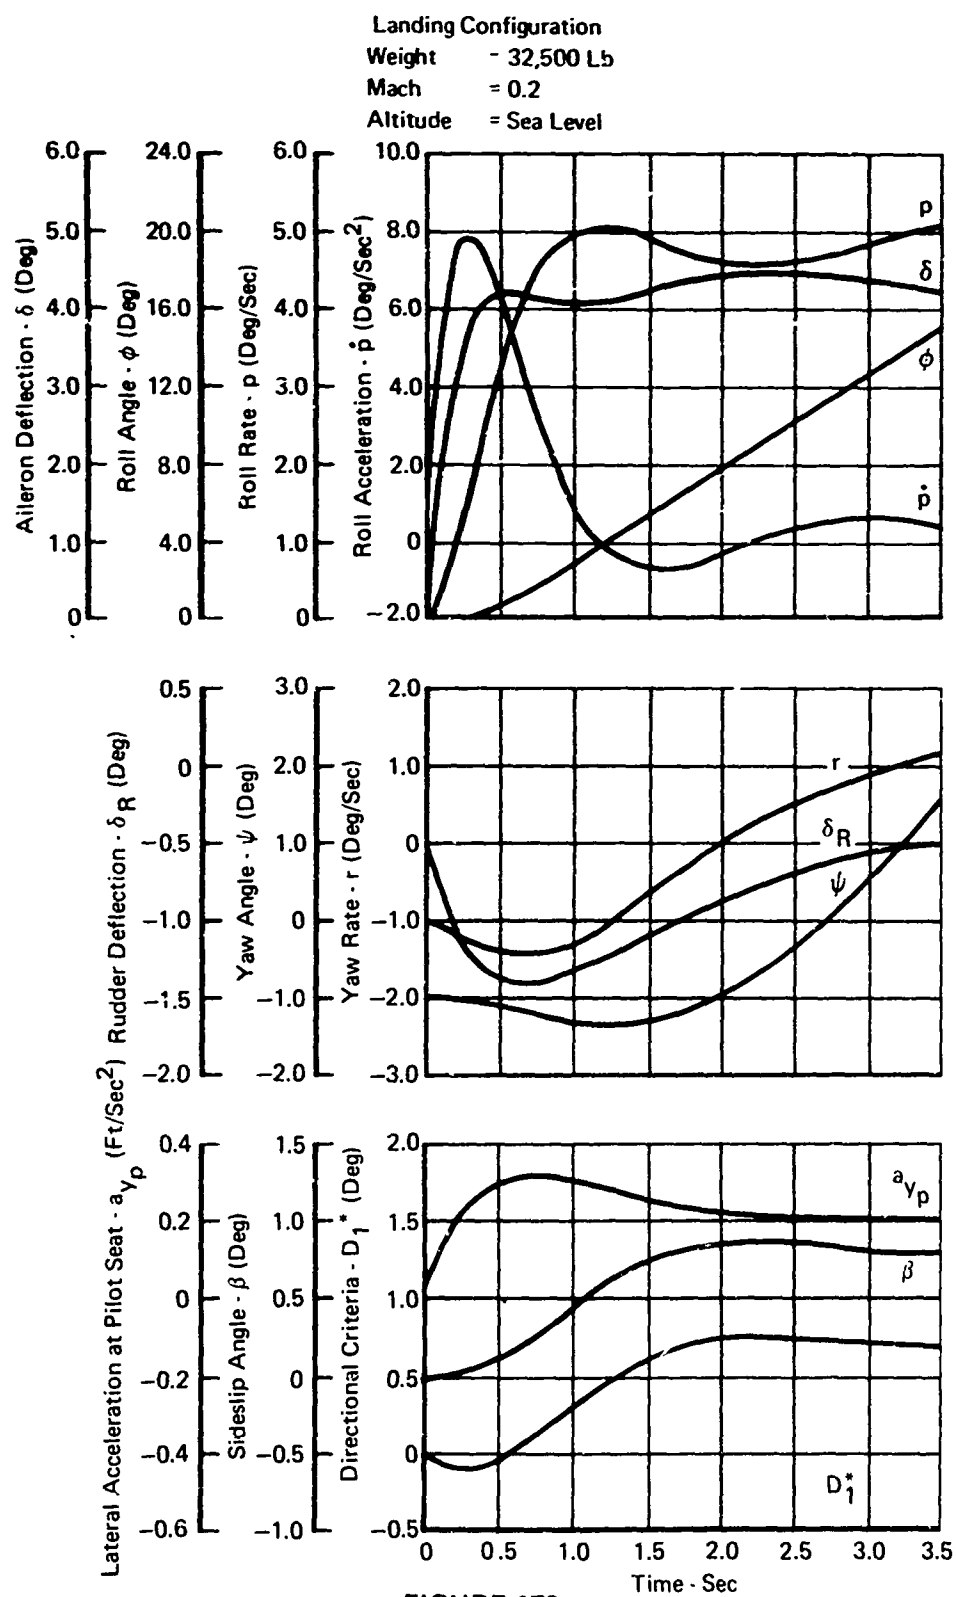 Landing Configuration
Weight - 32,500 Lb
Mach = 0.2
Altitude = Sea Level
6.0 24.0 6.0 10.0
5.0 20.0 5.0 8.0
4.0 16.0 4.0 6.0
3.0 12.0 3.0 4.0
2.0 8.0 2.0 2.0
1.0 4.0 1.0 0
0 0 0 -2.0
Aileron Deflection - δ (Deg)
Roll Angle - ϕ (Deg)
Roll Rate - p (Deg/Sec)
Roll Acceleration - ṗ (Deg/Sec²)
p
δ
ϕ
ṗ
0.5 3.0 2.0
0 2.0 1.0
-0.5 1.0 0
-1.0 0 -1.0
-1.5 -1.0 -2.0
-2.0 -2.0 -3.0
Rudder Deflection - δR (Deg)
Yaw Angle - ψ (Deg)
Yaw Rate - r (Deg/Sec)
r
δR
ψ
0.4 1.5 2.0
0.2 1.0 1.5
0 0.5 1.0
-0.2 0 0.5
-0.4 -0.5 0
-0.6 -1.0 -0.5
Lateral Acceleration at Pilot Seat - ayp (Ft/Sec²)
Sideslip Angle - β (Deg)
Directional Criteria - D1* (Deg)
ayp
β
D1*
0 0.5 1.0 1.5 2.0 2.5 3.0 3.5
Time - Sec